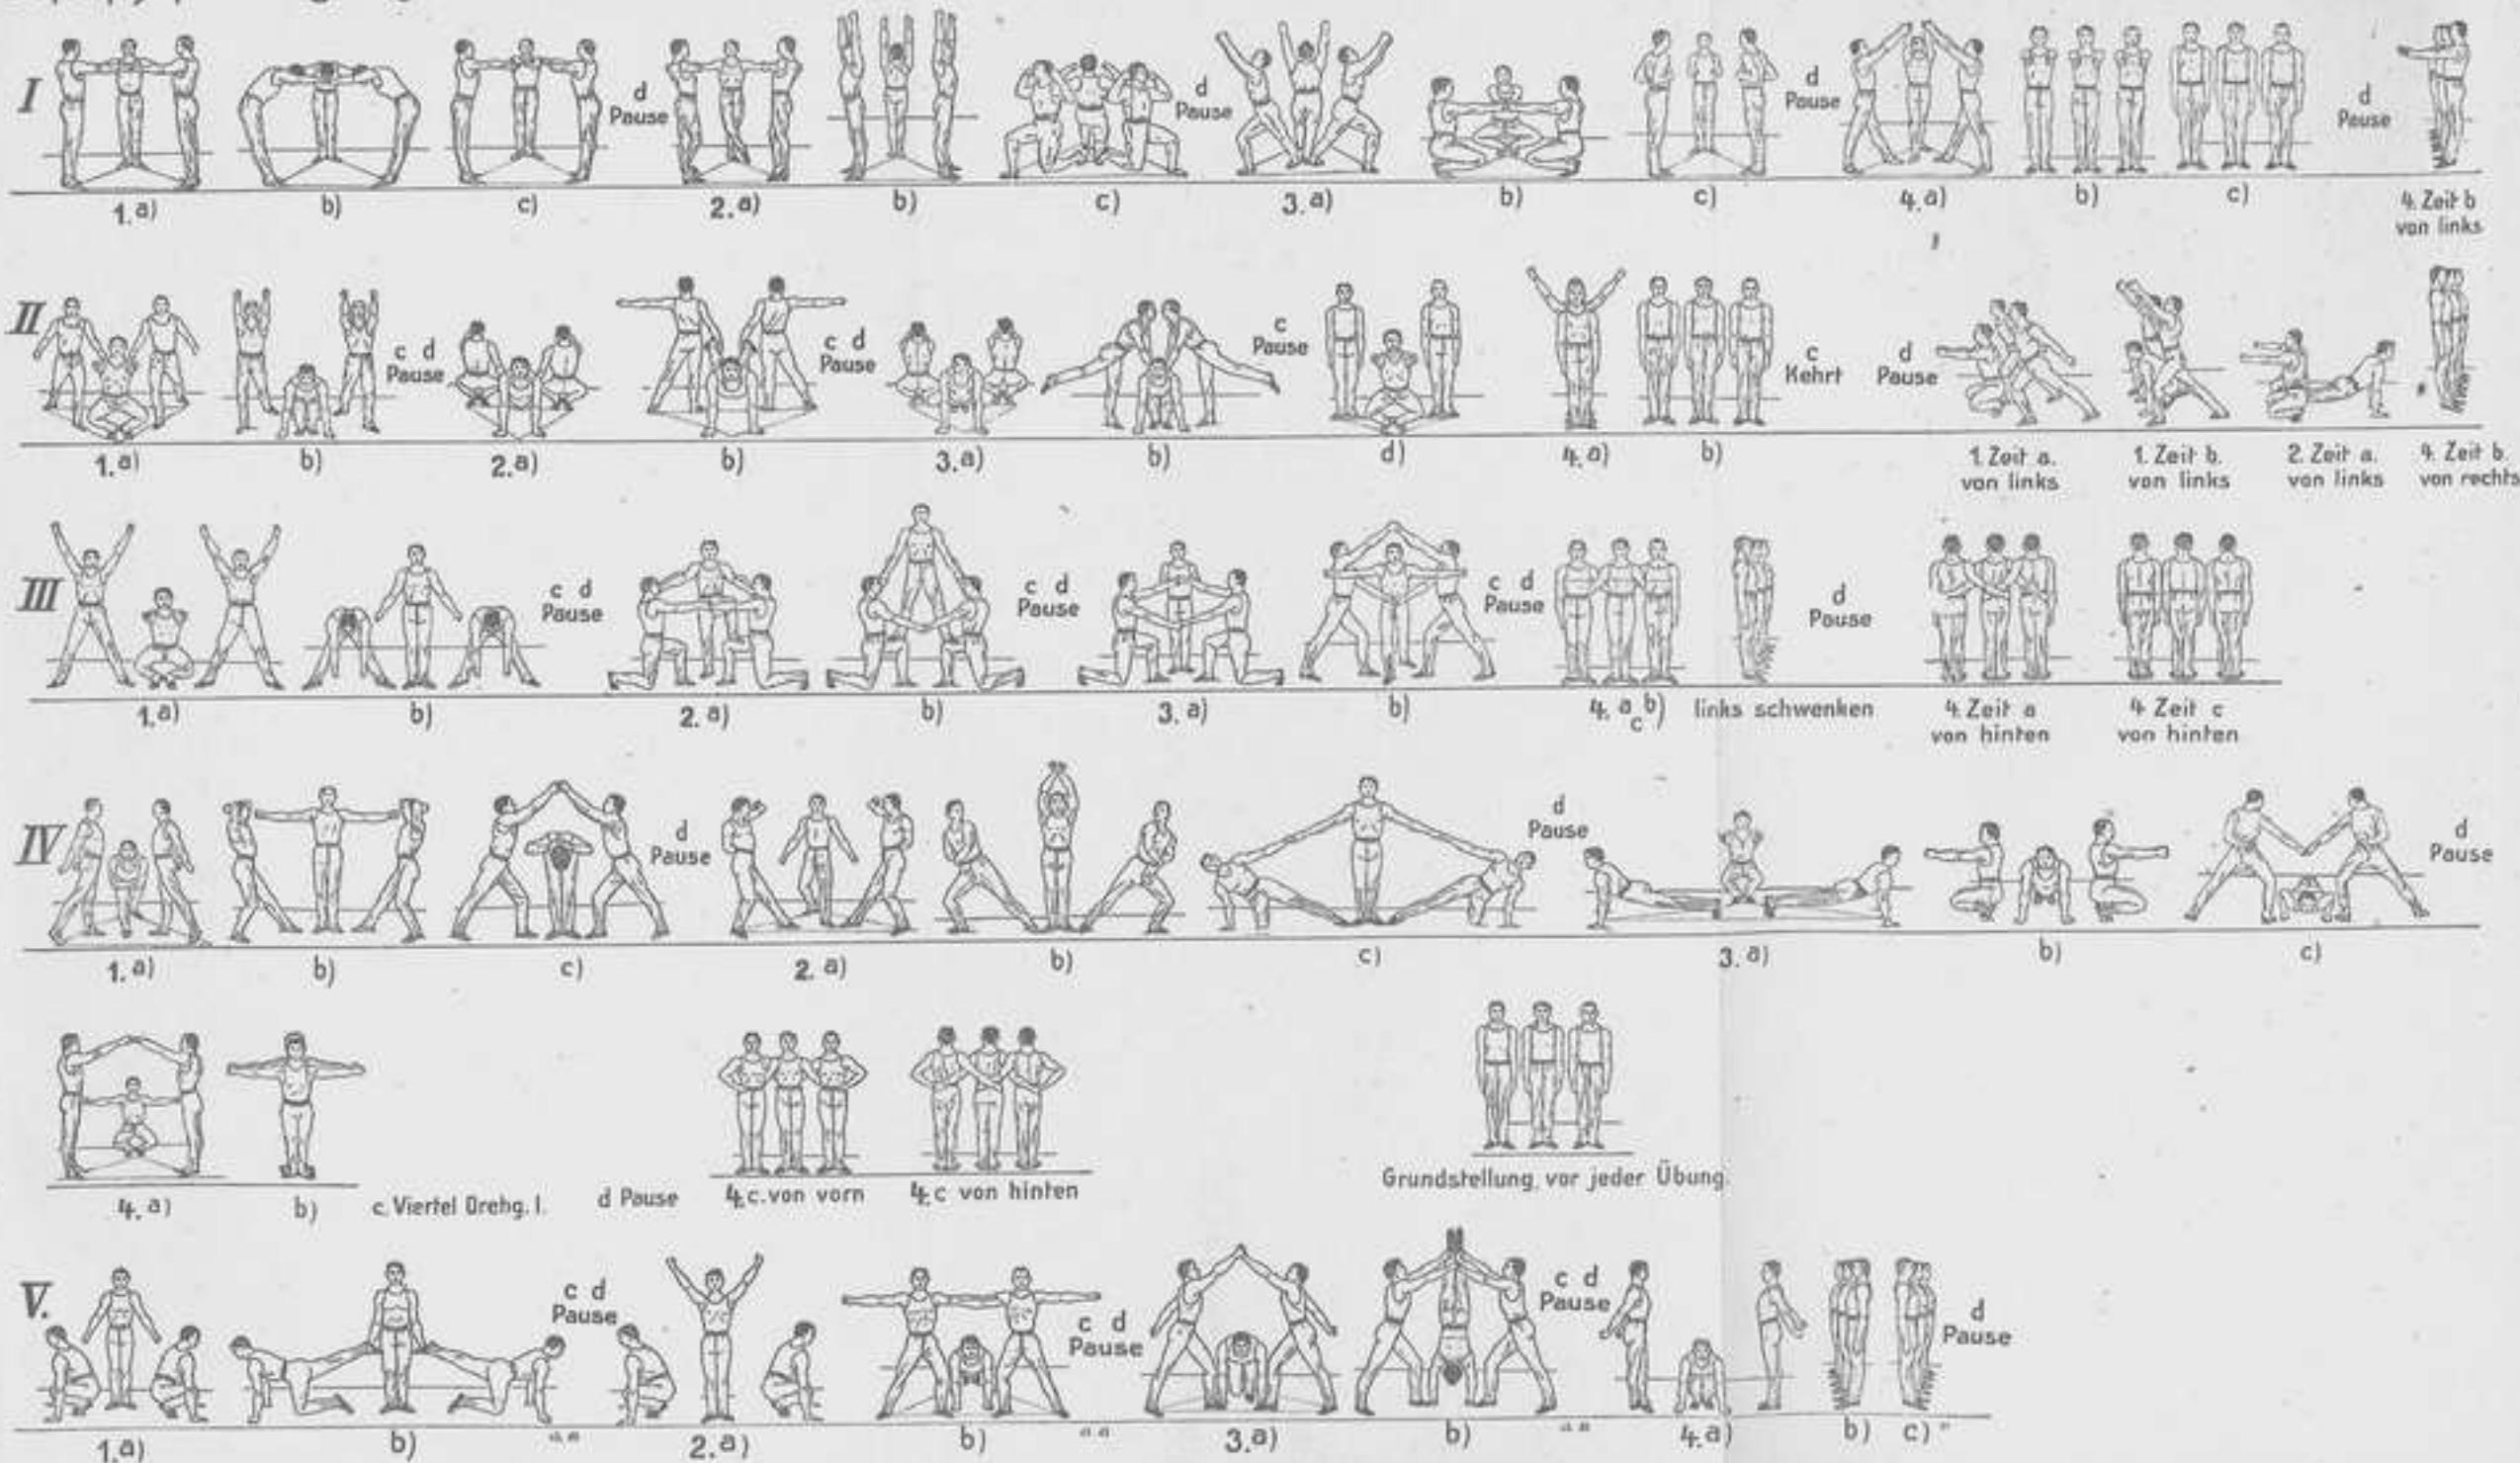 I
d
Pause
d
Pause
d
Pause
d
Pause
1. a) b) c) 2. a) b) c) 3. a) b) c) 4. a) b) c) 4. Zeit b
von links
II
c d
Pause
c d
Pause
c
Pause
c
Kehrt
d
Pause
1. a) b) 2. a) b) 3. a) b) d) 4. a) b) 1. Zeit a. 1. Zeit b. 2. Zeit a. 4. Zeit b.
von links von links von links von rechts
III
c d
Pause
c d
Pause
c d
Pause
d
Pause
1. a) b) 2. a) b) 3. a) b) 4. a b) links schwenken 4. Zeit a 4 Zeit c
c von hinten von hinten
IV
d
Pause
d
Pause
d
Pause
1. a) b) c) 2. a) b) c) 3. a) b) c)
4. a) b) c. Viertel Drehg. l. d Pause 4. c. von vorn 4. c von hinten Grundstellung, vor jeder Übung.
V.
c d
Pause
c d
Pause
c d
Pause
d
Pause
1. a) b) 2. a) b) 3. a) b) 4. a) b) c)